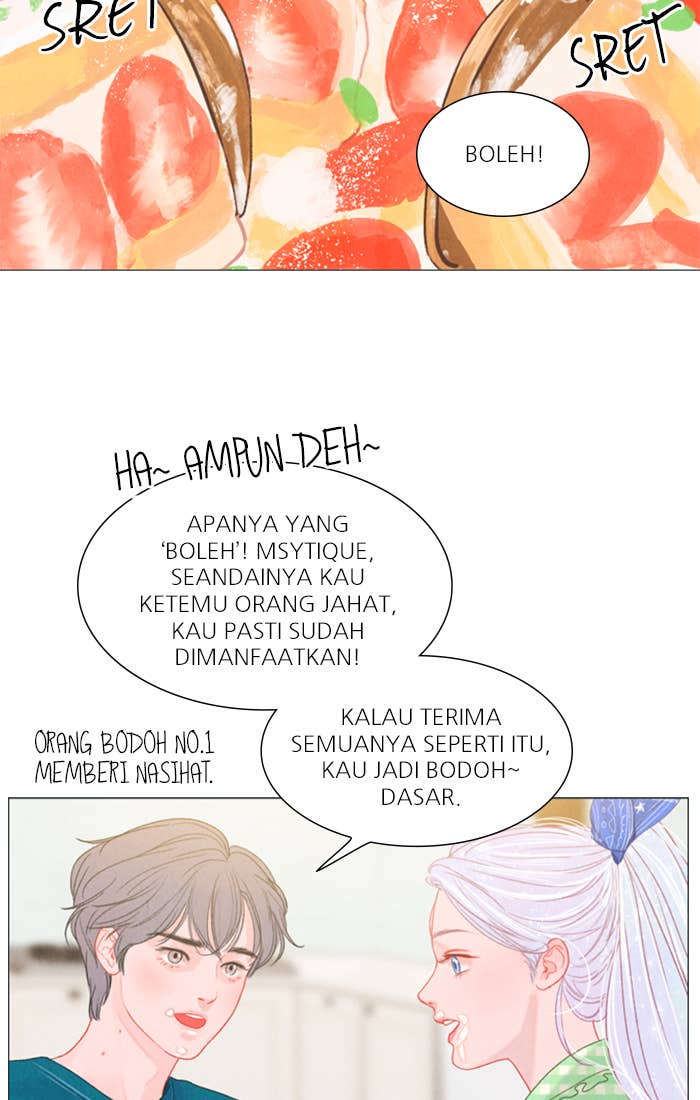 SRET
SRET
BOLEH!
HA~ AMPUN DEH~
APANYA YANG
‘BOLEH’! MSYTIQUE,
SEANDAINYA KAU
KETEMU ORANG JAHAT,
KAU PASTI SUDAH
DIMANFAATKAN!
KALAU TERIMA
SEMUANYA SEPERTI ITU,
KAU JADI BODOH~
DASAR.
ORANG BODOH NO.1
MEMBERI NASIHAT.